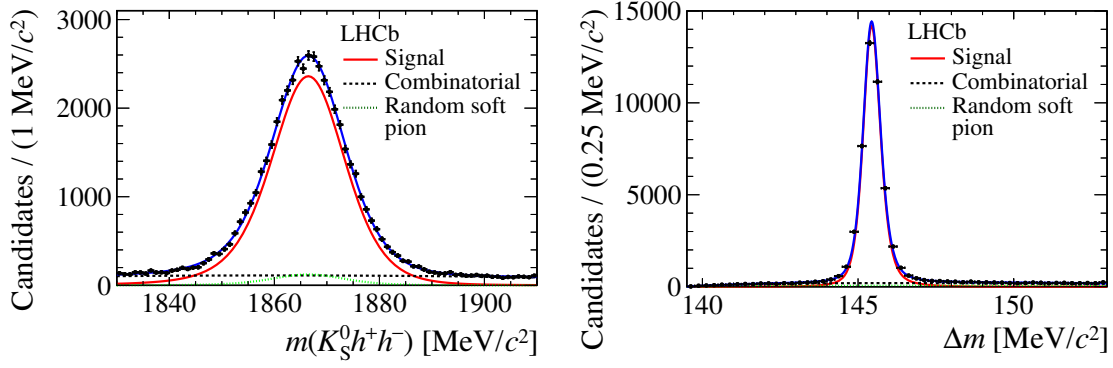 Candidates / (1 MeV/c²)
3000
2000
1000
0
LHCb
Signal
Combinatorial
Random soft
pion
1840
1860
1880
1900
m(K⁰_S h⁺h⁻) [MeV/c²]
Candidates / (0.25 MeV/c²)
15000
10000
5000
0
LHCb
Signal
Combinatorial
Random soft
pion
140
145
150
Δm [MeV/c²]